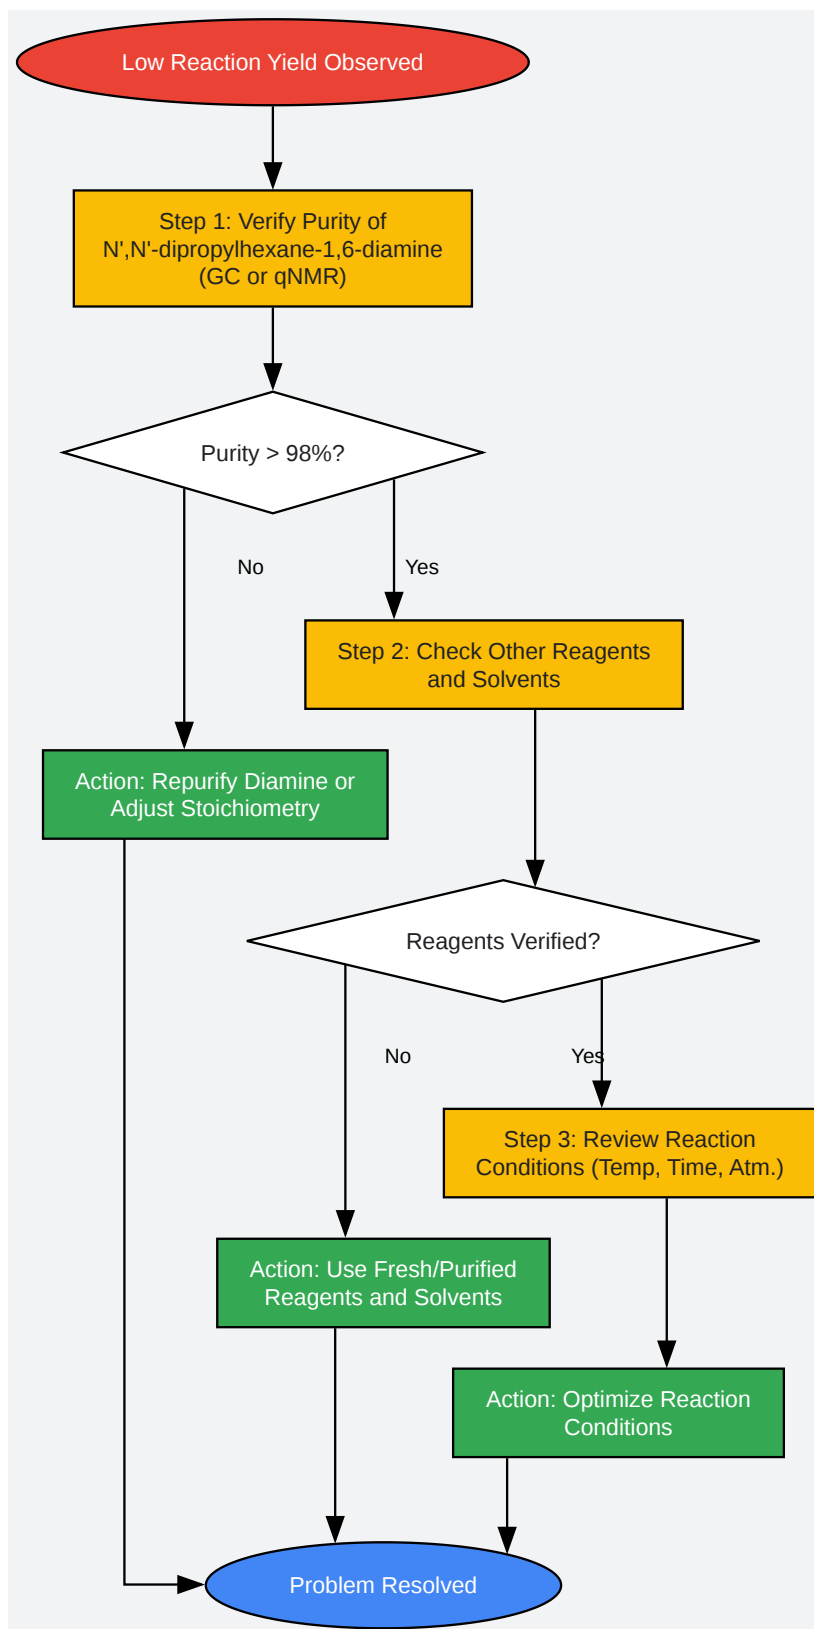 Low Reaction Yield Observed
Step 1: Verify Purity of
N',N'-dipropylhexane-1,6-diamine
(GC or qNMR)
Purity > 98%?
No
Yes
Step 2: Check Other Reagents
and Solvents
Action: Repurify Diamine or
Adjust Stoichiometry
Reagents Verified?
No
Yes
Step 3: Review Reaction
Conditions (Temp, Time, Atm.)
Action: Use Fresh/Purified
Reagents and Solvents
Action: Optimize Reaction
Conditions
Problem Resolved